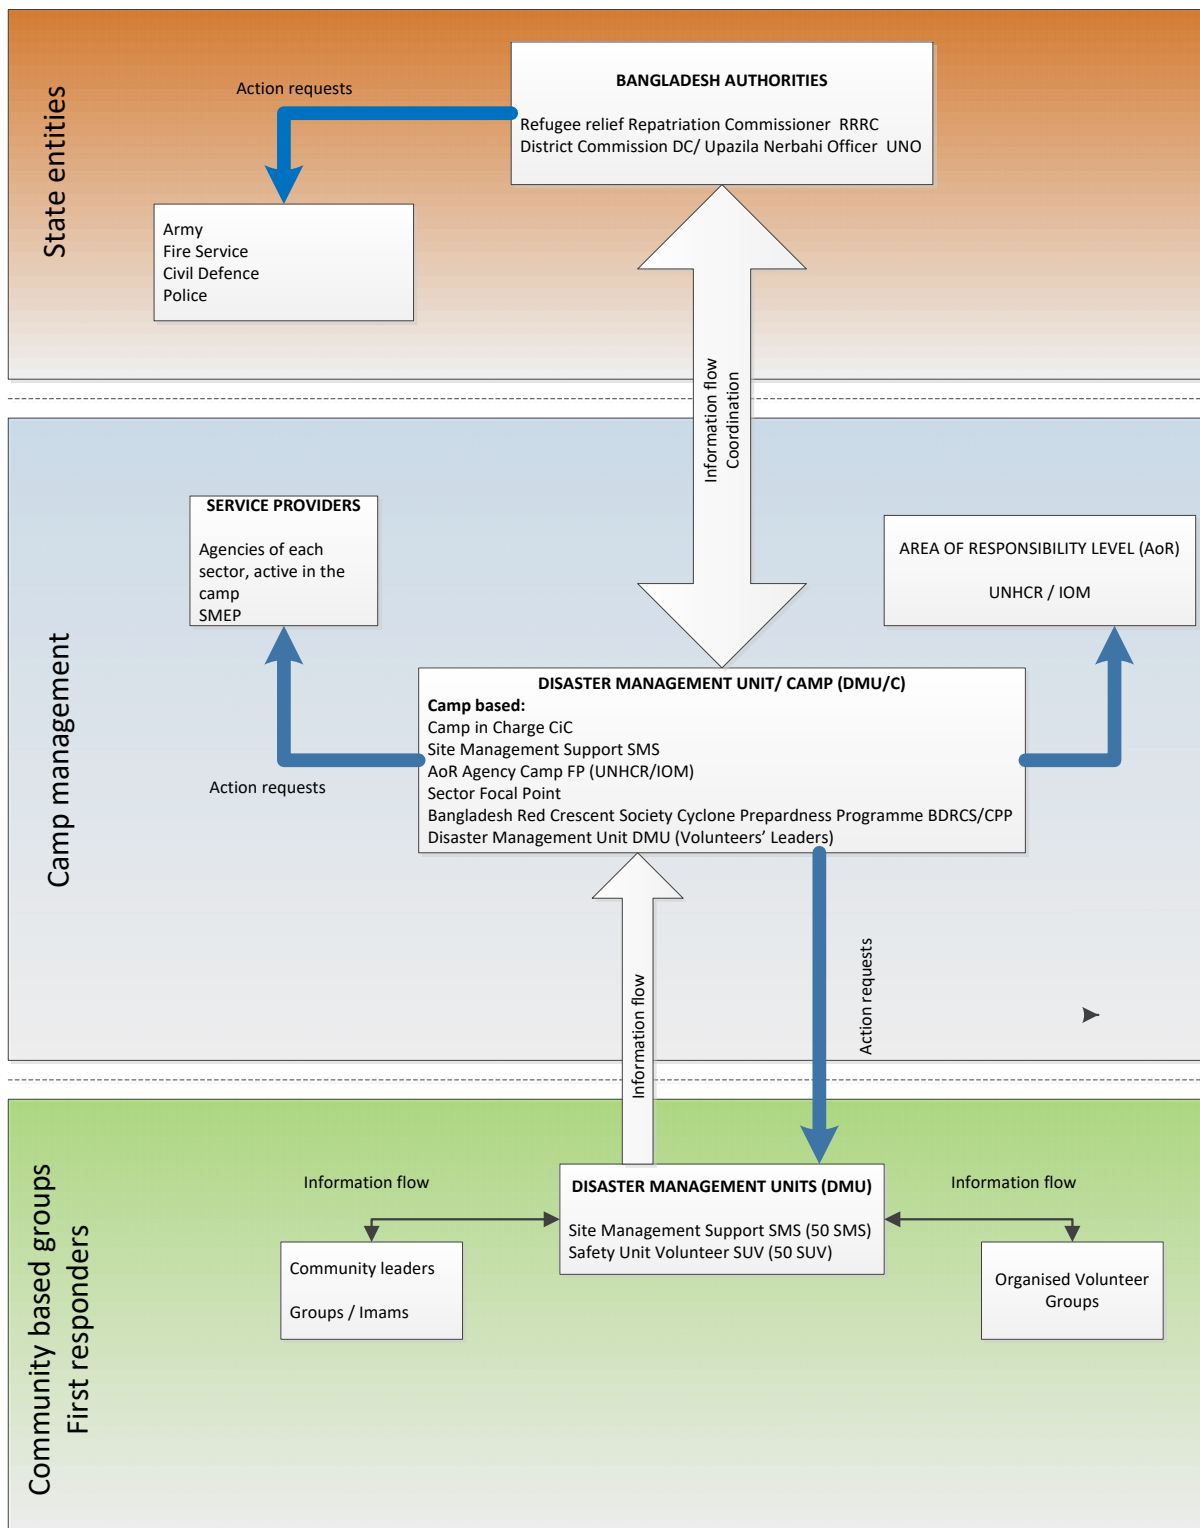 State entities
Action requests
BANGLADESH AUTHORITIES
Refugee relief Repatriation Commissioner  RRRC
District Commission DC/ Upazila Nerbahi Officer  UNO
Army
Fire Service
Civil Defence
Police
Information flow
Coordination
Camp management
SERVICE PROVIDERS
Agencies of each
sector, active in the
camp
SMEP
AREA OF RESPONSIBILITY LEVEL (AoR)
UNHCR / IOM
Action requests
DISASTER MANAGEMENT UNIT/ CAMP (DMU/C)
Camp based:
Camp in Charge CiC
Site Management Support SMS
AoR Agency Camp FP (UNHCR/IOM)
Sector Focal Point
Bangladesh Red Crescent Society Cyclone Prepardness Programme BDRCS/CPP
Disaster Management Unit DMU (Volunteers’ Leaders)
Information flow
Action requests
Community based groups
First responders
Information flow
DISASTER MANAGEMENT UNITS (DMU)
Site Management Support SMS (50 SMS)
Safety Unit Volunteer SUV (50 SUV)
Information flow
Community leaders
Groups / Imams
Organised Volunteer
Groups